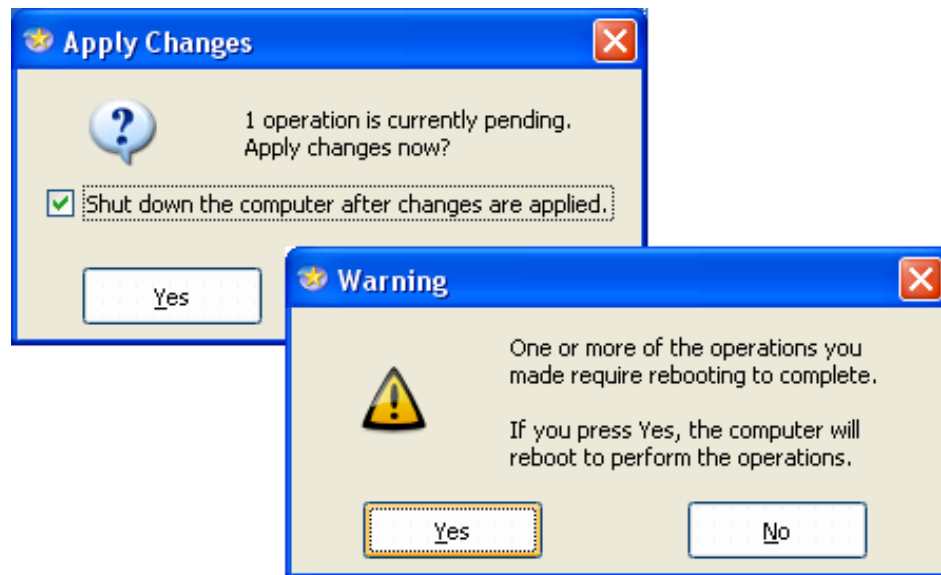 Apply Changes
1 operation is currently pending.
Apply changes now?
Shut down the computer after changes are applied.
Yes
Warning
One or more of the operations you
made require rebooting to complete.
If you press Yes, the computer will
reboot to perform the operations.
Yes
No